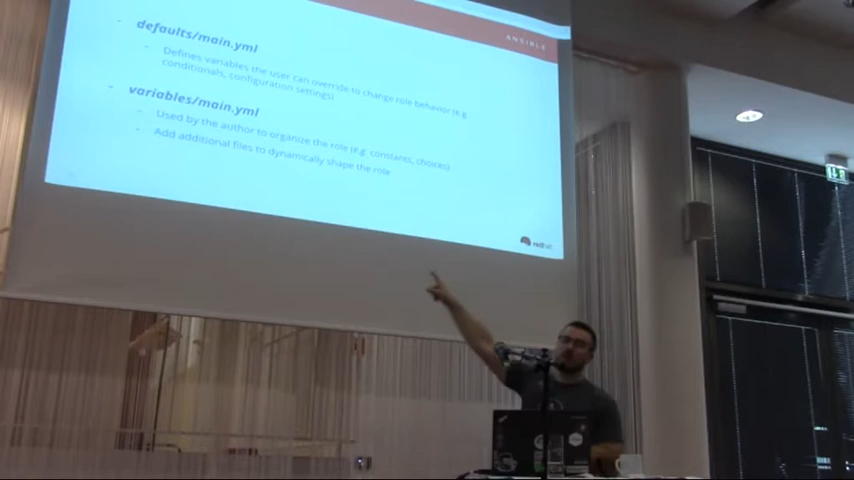 ANSIBLE
defaults/main.yml
- Defines variables the user can override to change role behavior (e.g
conditionals, configuration settings)
- variables/main.yml
- Used by the author to organize the role (e.g. constants, choices)
- Add additional files to dynamically shape the role
redhat